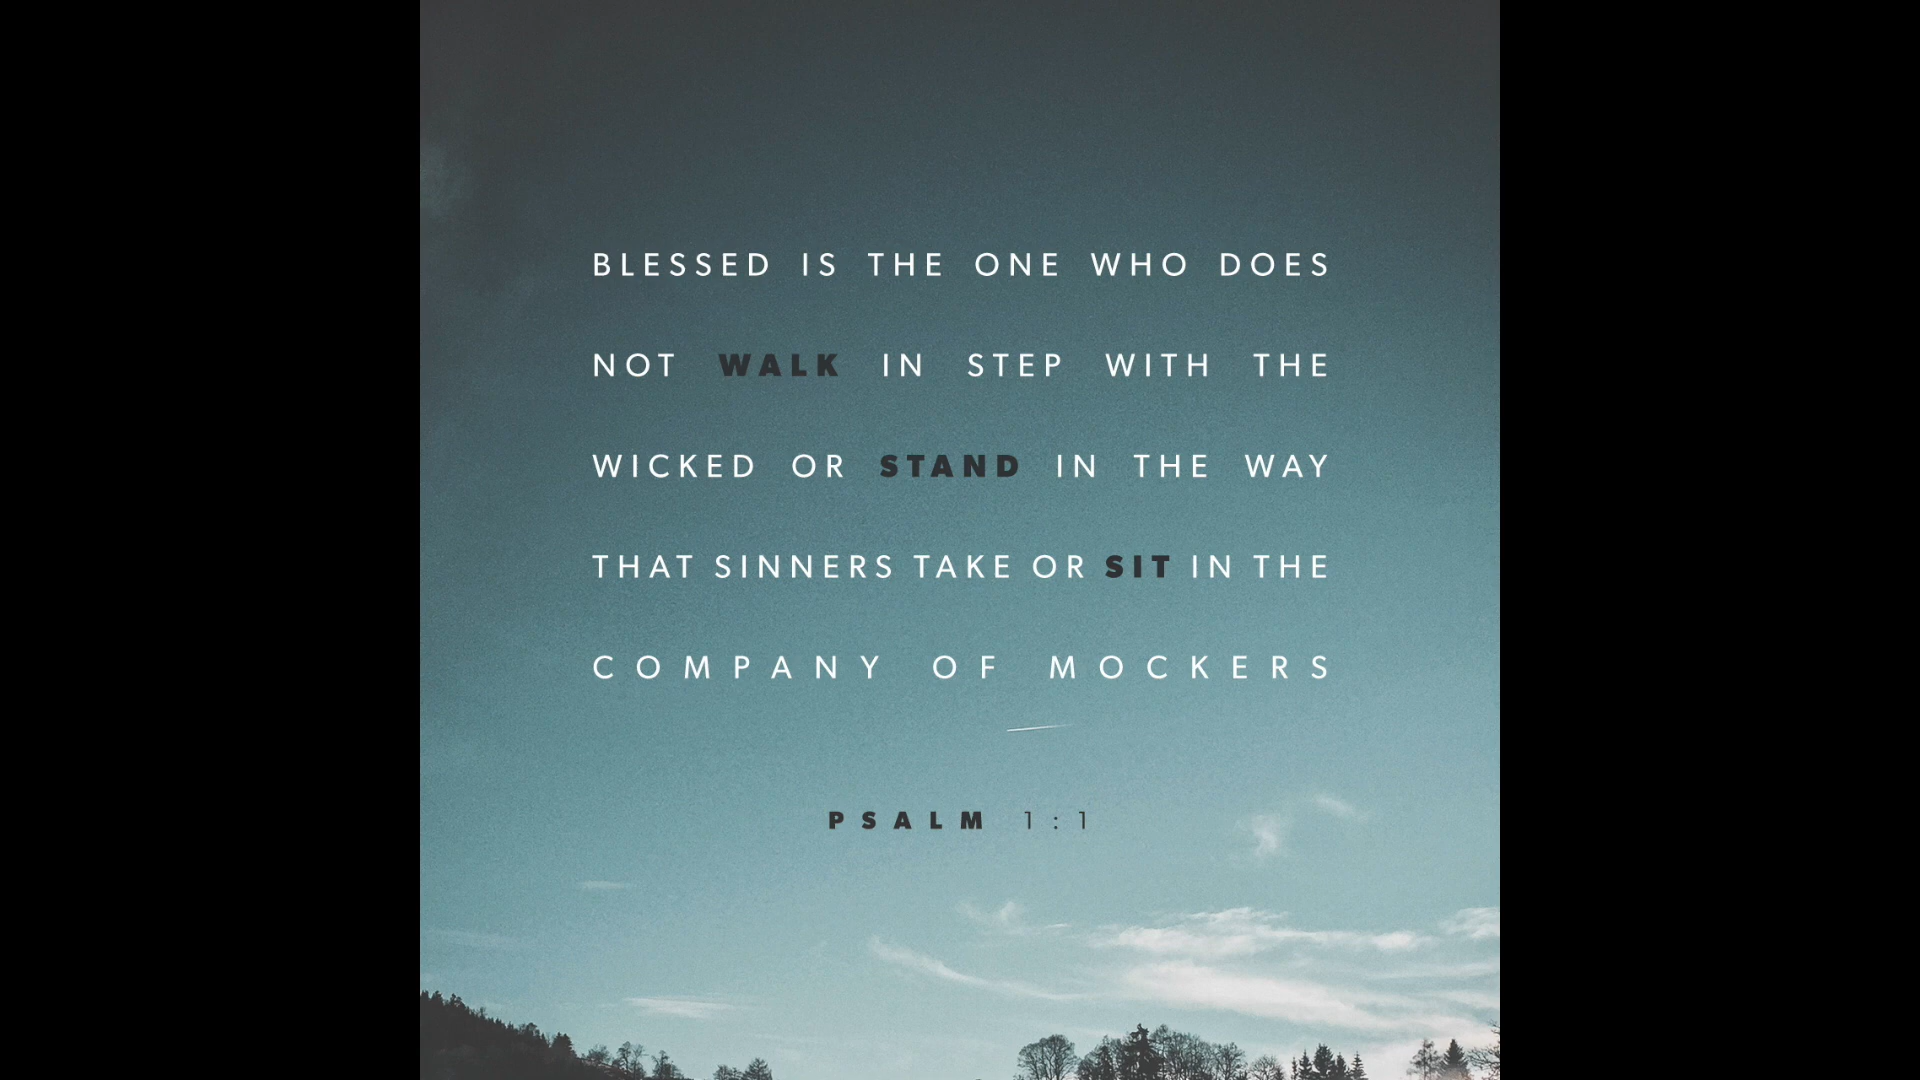 BLESSED IS THE ONE WHO DOES
NOT WALK IN STEP WITH THE
WICKED OR STAND IN THE WAY
THAT SINNERS TAKE OR SIT IN THE
COMPANY OF MOCKERS
PSALM 1:1